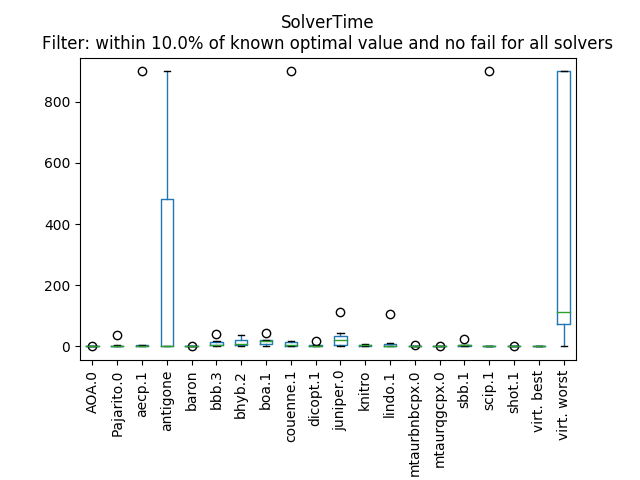 SolverTime
Filter: within 10.0% of known optimal value and no fail for all solvers
800
600
400
200
0
AOA.0
Pajarito.0
aecp.1
antigone
baron
bbb.3
bhyb.2
boa.1
couenne.1
dicopt.1
juniper.0
knitro
lindo.1
mtaurbnbcpx.0
mtaurqgcpx.0
sbb.1
scip.1
shot.1
virt. best
virt. worst